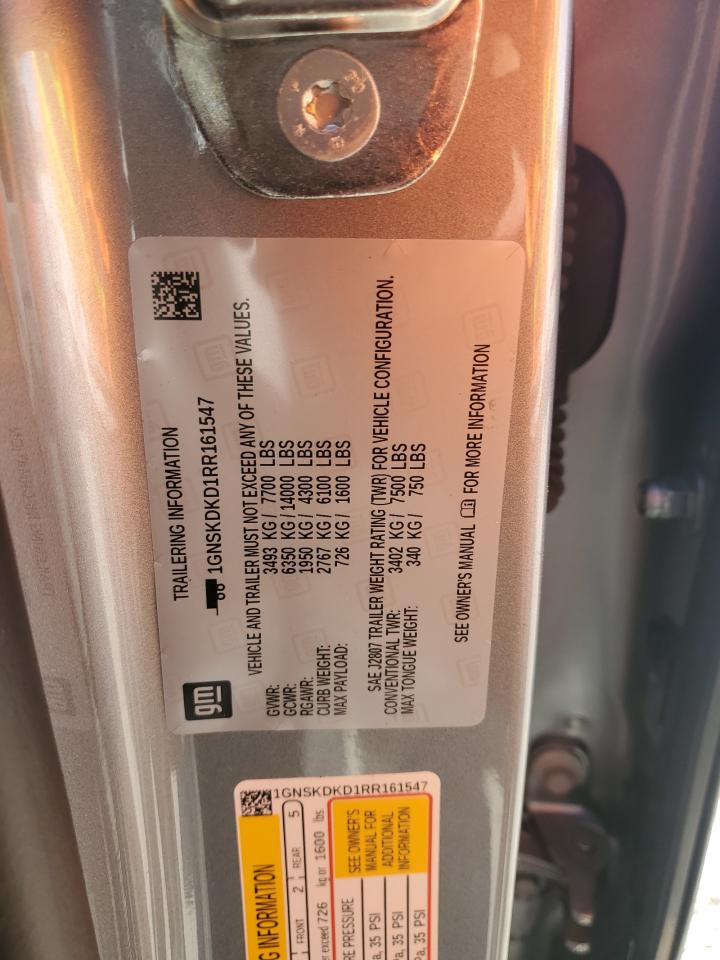 TRAILERING INFORMATION
1GNSKDKD1RR161547
VEHICLE AND TRAILER MUST NOT EXCEED ANY OF THESE VALUES.
GVWR: 3493 KG / 7700 LBS
GCWR: 6350 KG / 14000 LBS
RGAWR: 1950 KG / 4300 LBS
CURB WEIGHT: 2767 KG / 6100 LBS
MAX PAYLOAD: 726 KG / 1600 LBS
SAE J2807 TRAILER WEIGHT RATING (TWR) FOR VEHICLE CONFIGURATION.
CONVENTIONAL TWR: 3402 KG / 7500 LBS
MAX TONGUE WEIGHT: 340 KG / 750 LBS
SEE OWNER'S MANUAL FOR MORE INFORMATION
gm
1GNSKDKD1RR161547
INFORMATION
FRONT 2 REAR 5
exceed 726 kg or 1600 lbs.
PRESSURE
SEE OWNER'S
MANUAL FOR
ADDITIONAL
INFORMATION
35 PSI
35 PSI
35 PSI